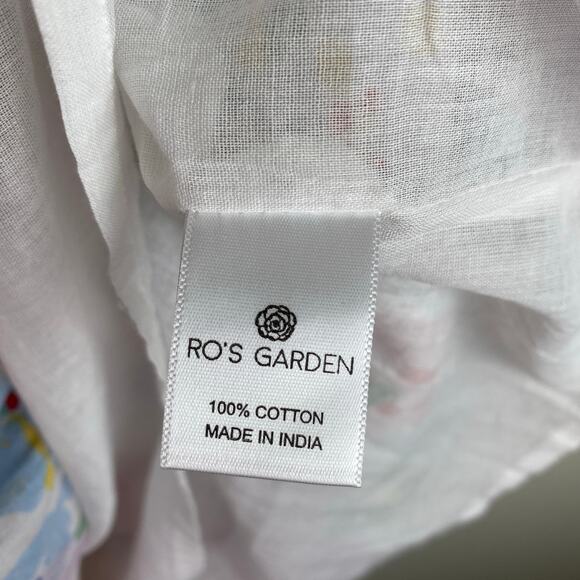 RO'S GARDEN
100% COTTON
MADE IN INDIA